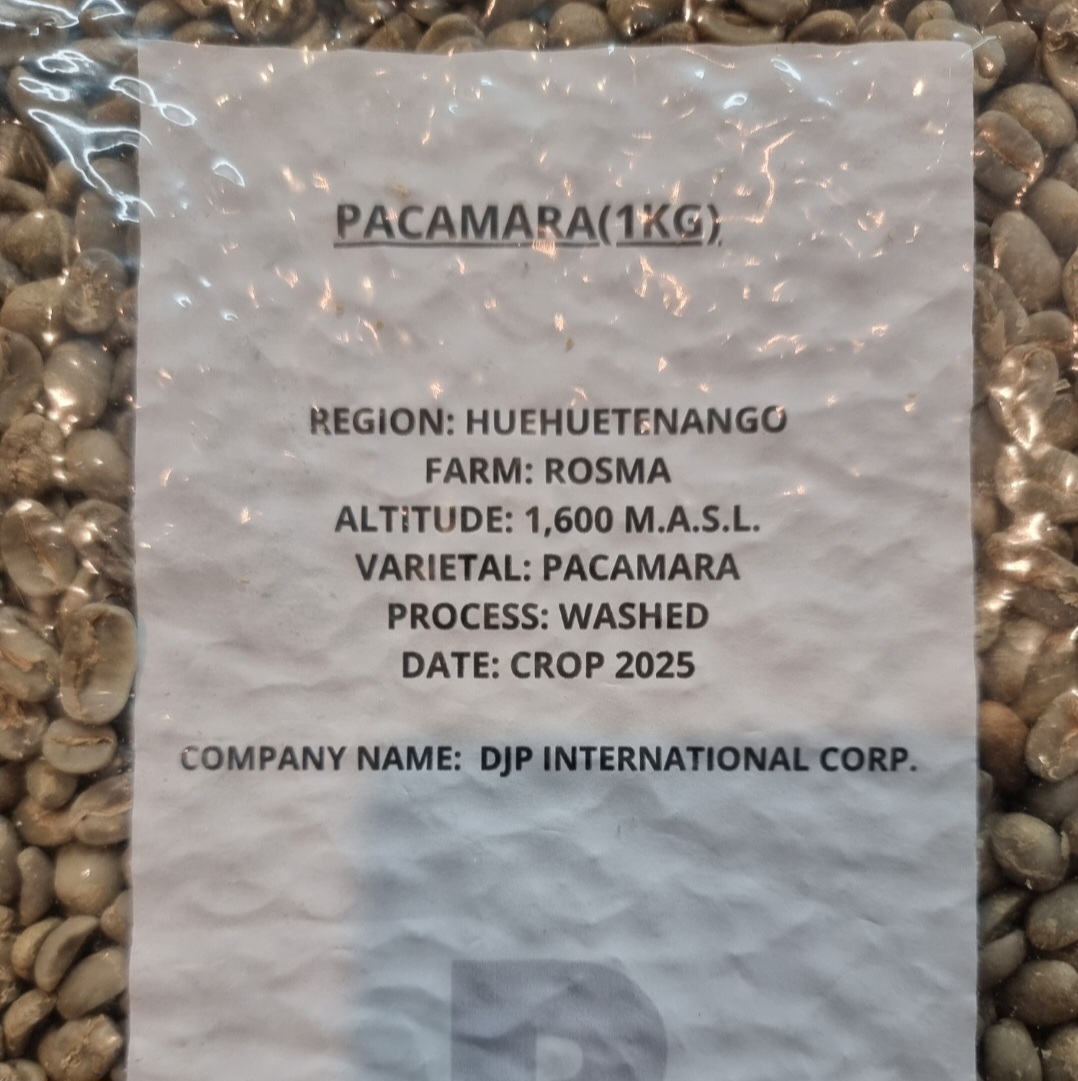 PACAMARA(1KG)
REGION: HUEHUETENANGO
FARM: ROSMA
ALTITUDE: 1,600 M.A.S.L.
VARIETAL: PACAMARA
PROCESS: WASHED
DATE: CROP 2025
COMPANY NAME: DJP INTERNATIONAL CORP.